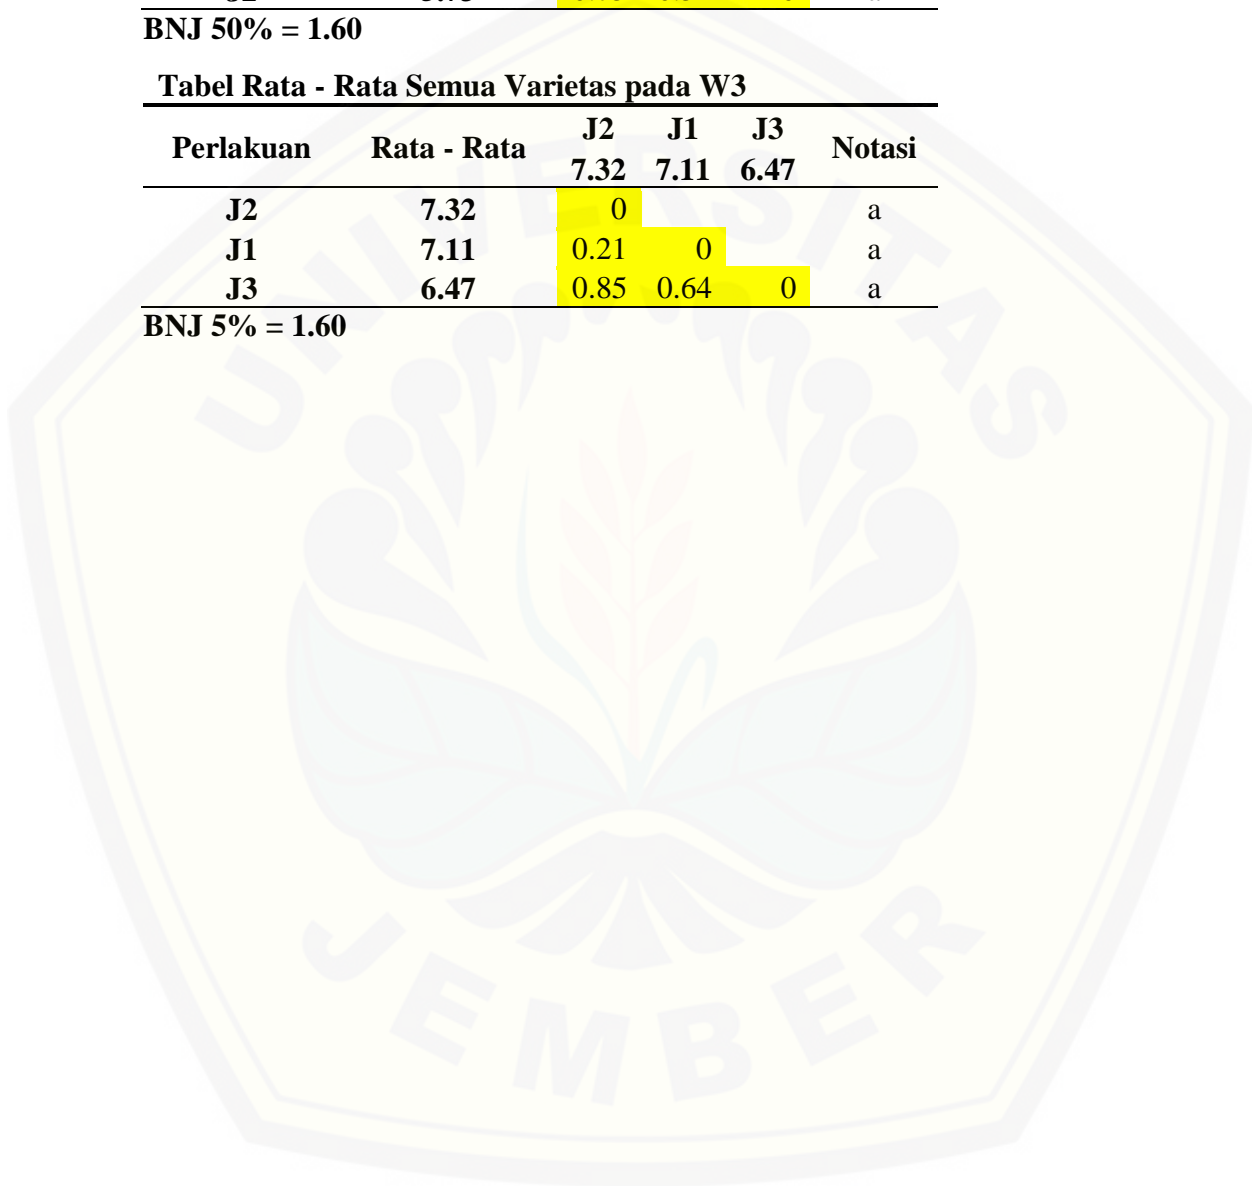 BNJ 50% = 1.60
Tabel Rata - Rata Semua Varietas pada W3
Perlakuan Rata - Rata J2 J1 J3 Notasi
7.32 7.11 6.47
J2 7.32 0 a
J1 7.11 0.21 0 a
J3 6.47 0.85 0.64 0 a
BNJ 5% = 1.60
UNIVERSITAS
JEMBER